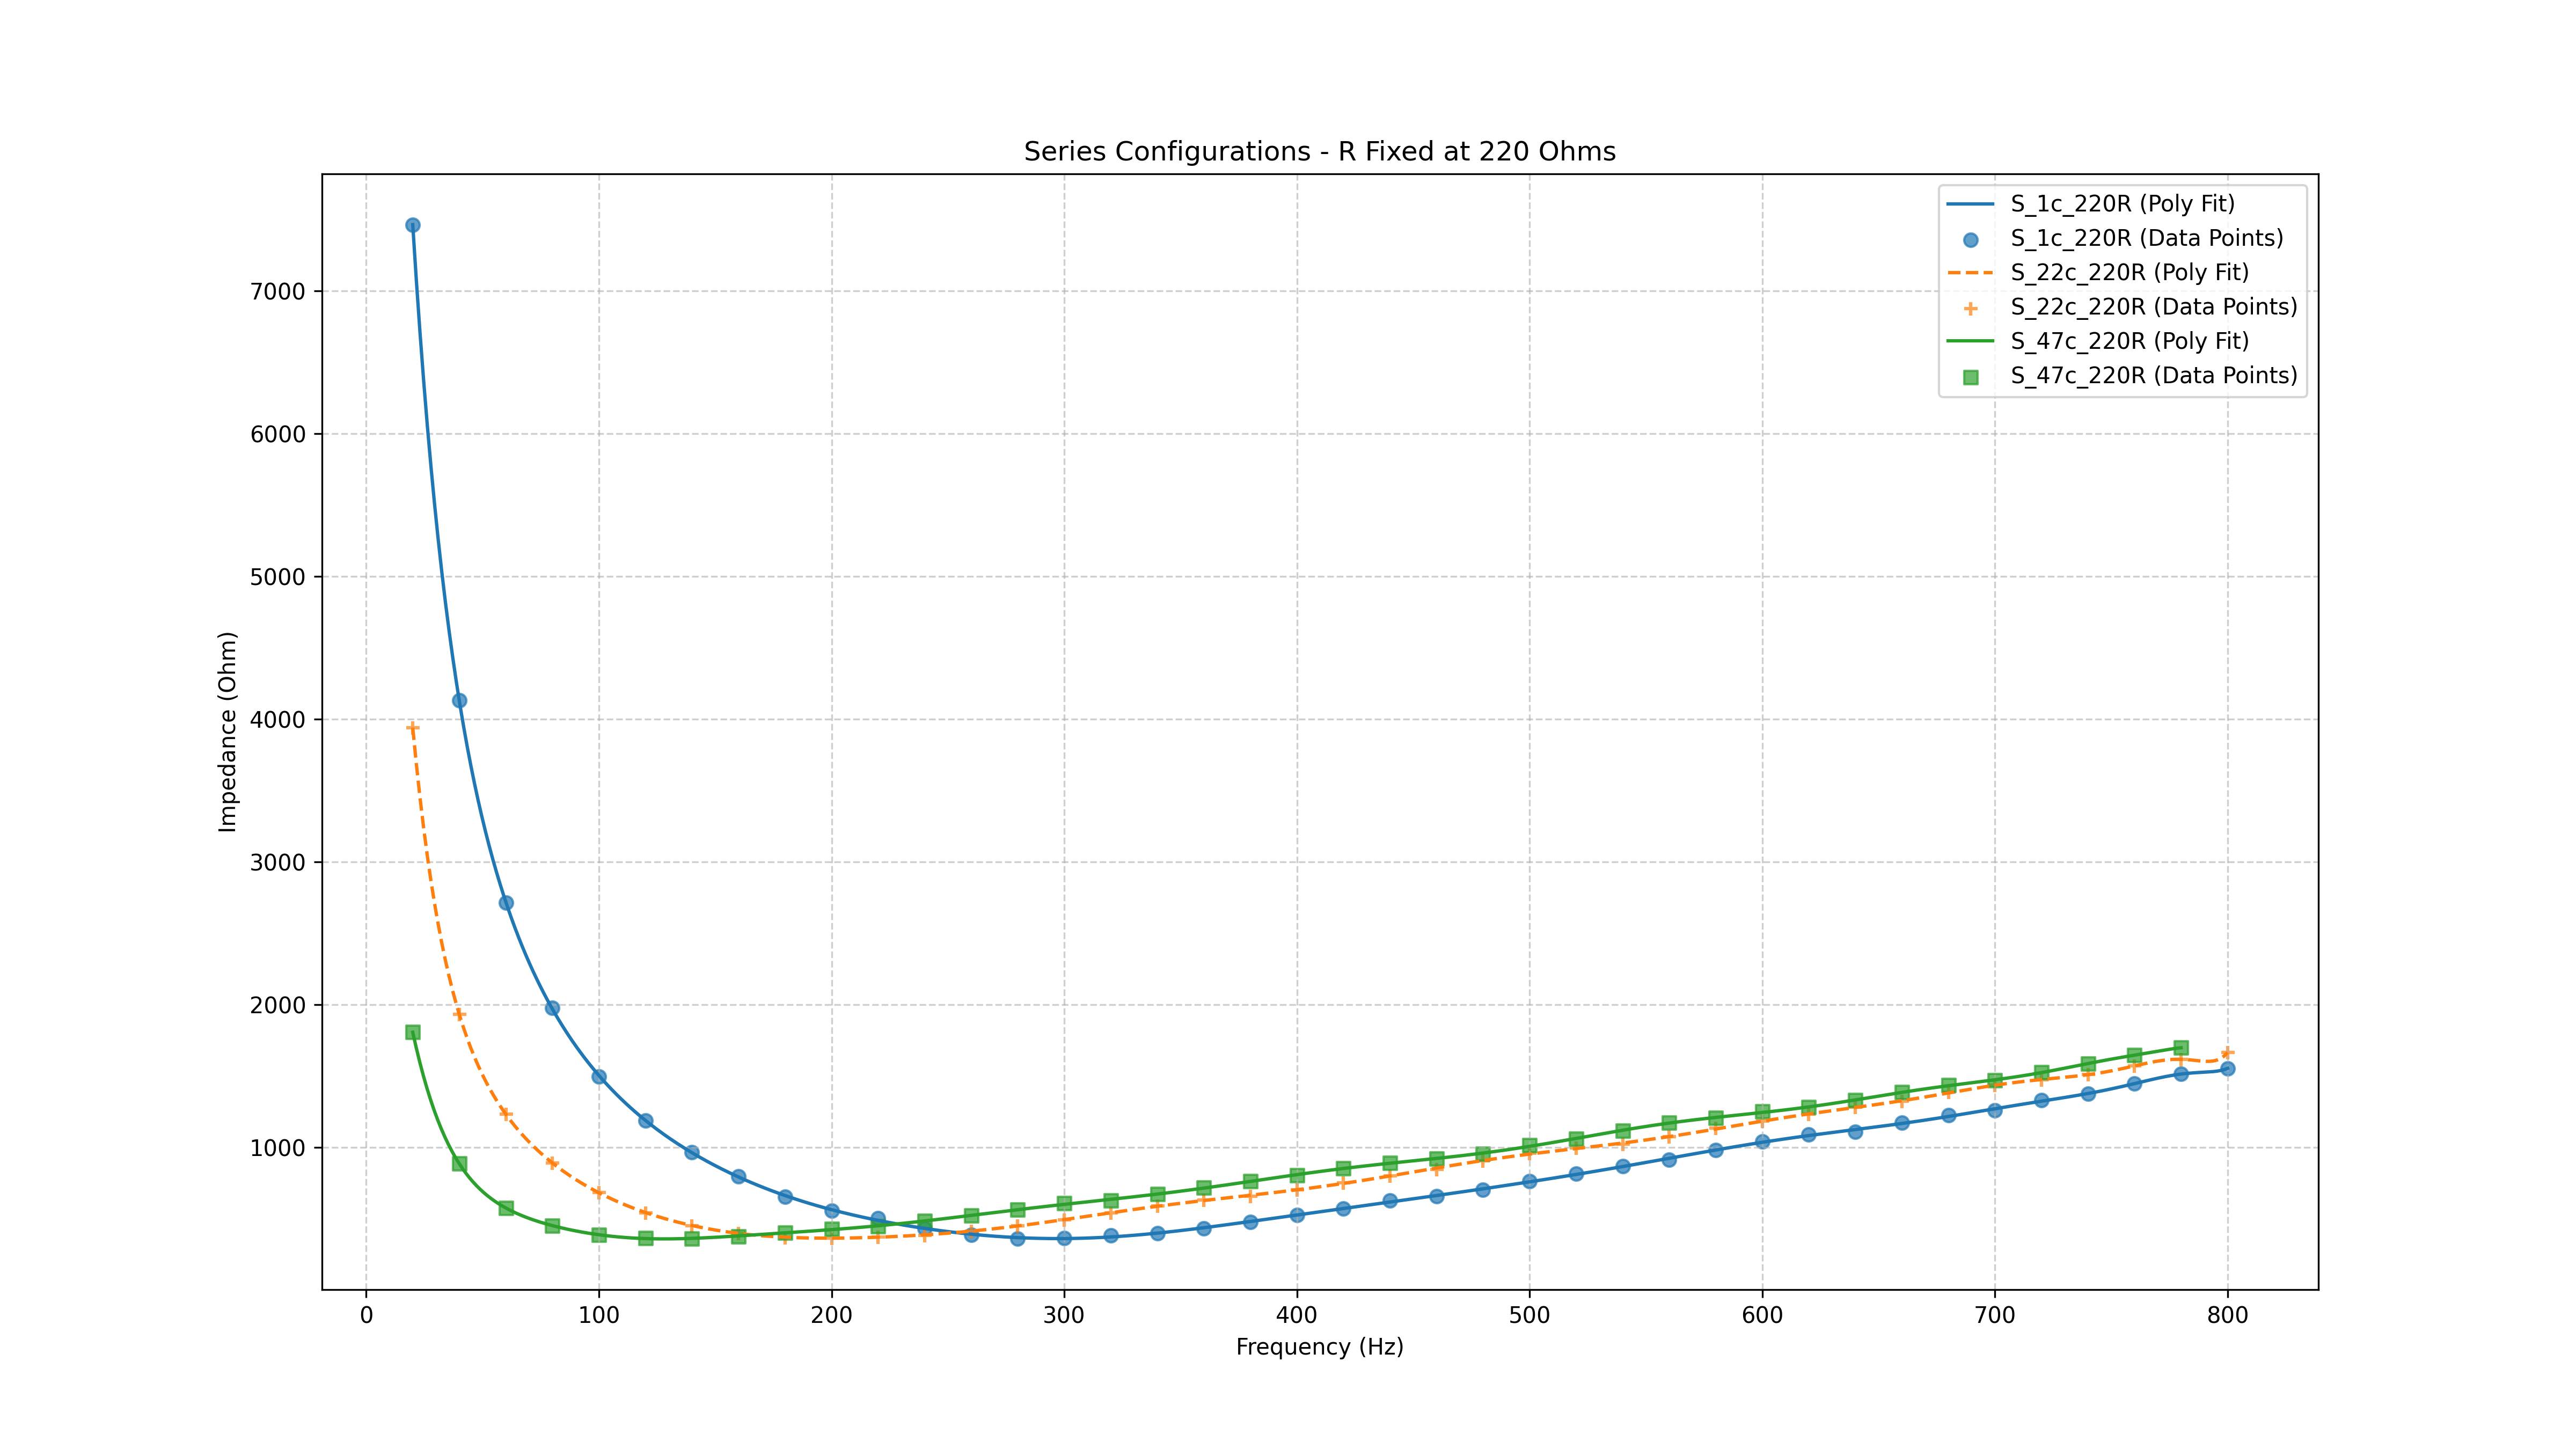 Series Configurations - R Fixed at 220 Ohms
S_1c_220R (Poly Fit)
S_1c_220R (Data Points)
S_22c_220R (Poly Fit)
S_22c_220R (Data Points)
S_47c_220R (Poly Fit)
S_47c_220R (Data Points)
Impedance (Ohm)
7000
6000
5000
4000
3000
2000
1000
0 100 200 300 400 500 600 700 800
Frequency (Hz)